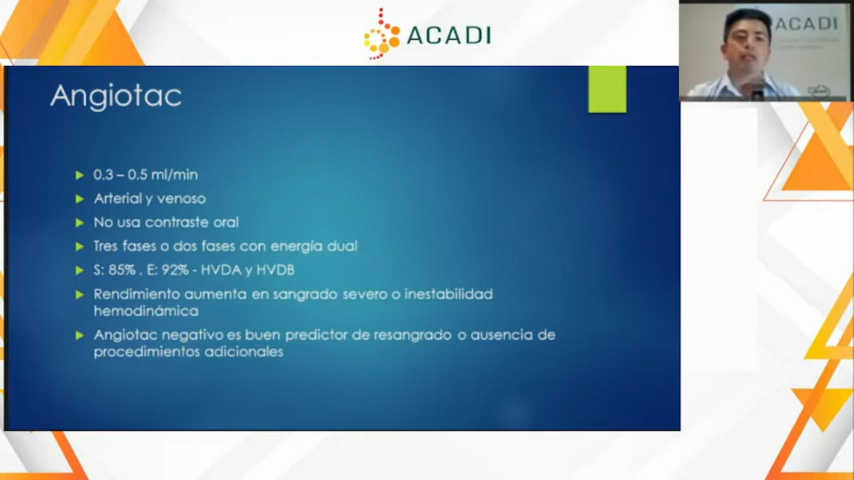 ACADI
ACADI
Angiotac
0.3 – 0.5 ml/min
Arterial y venoso
No usa contraste oral
Tres fases o dos fases con energía dual
S: 85% . E: 92% - HVDA y HVDB
Rendimiento aumenta en sangrado severo o inestabilidad
hemodinámica
Angiotac negativo es buen predictor de resangrado o ausencia de
procedimientos adicionales